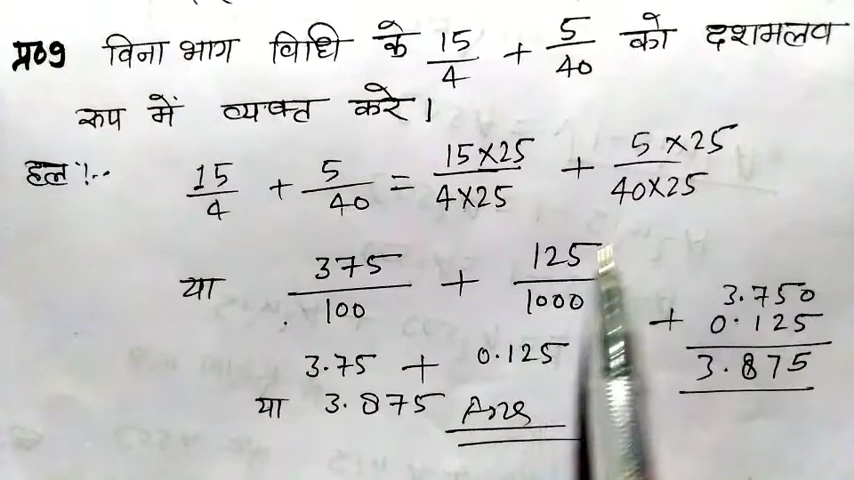 प्र०9 विना भाग विधि के 15/4 + 5/40 को दशमलव
रुप में व्यक्त करे।
हल:-- 15/4 + 5/40 = 15×25/4×25 + 5×25/40×25
या 375/100 + 125/1000
3.75 + 0.125
या 3.875 Ans
3.750
+ 0.125
3.875